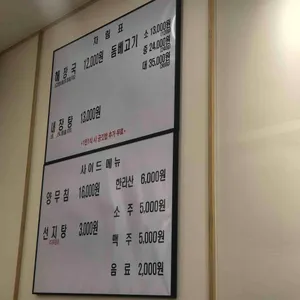 차림표
해장국 12,000원
돔베고기 소 13,000원
중 24,000원
대 35,000원
내장탕 13,000원
사이드메뉴
양무침 16,000원
선지탕 3,000원
한라산 6,000원
소주 5,000원
맥주 5,000원
음료 2,000원